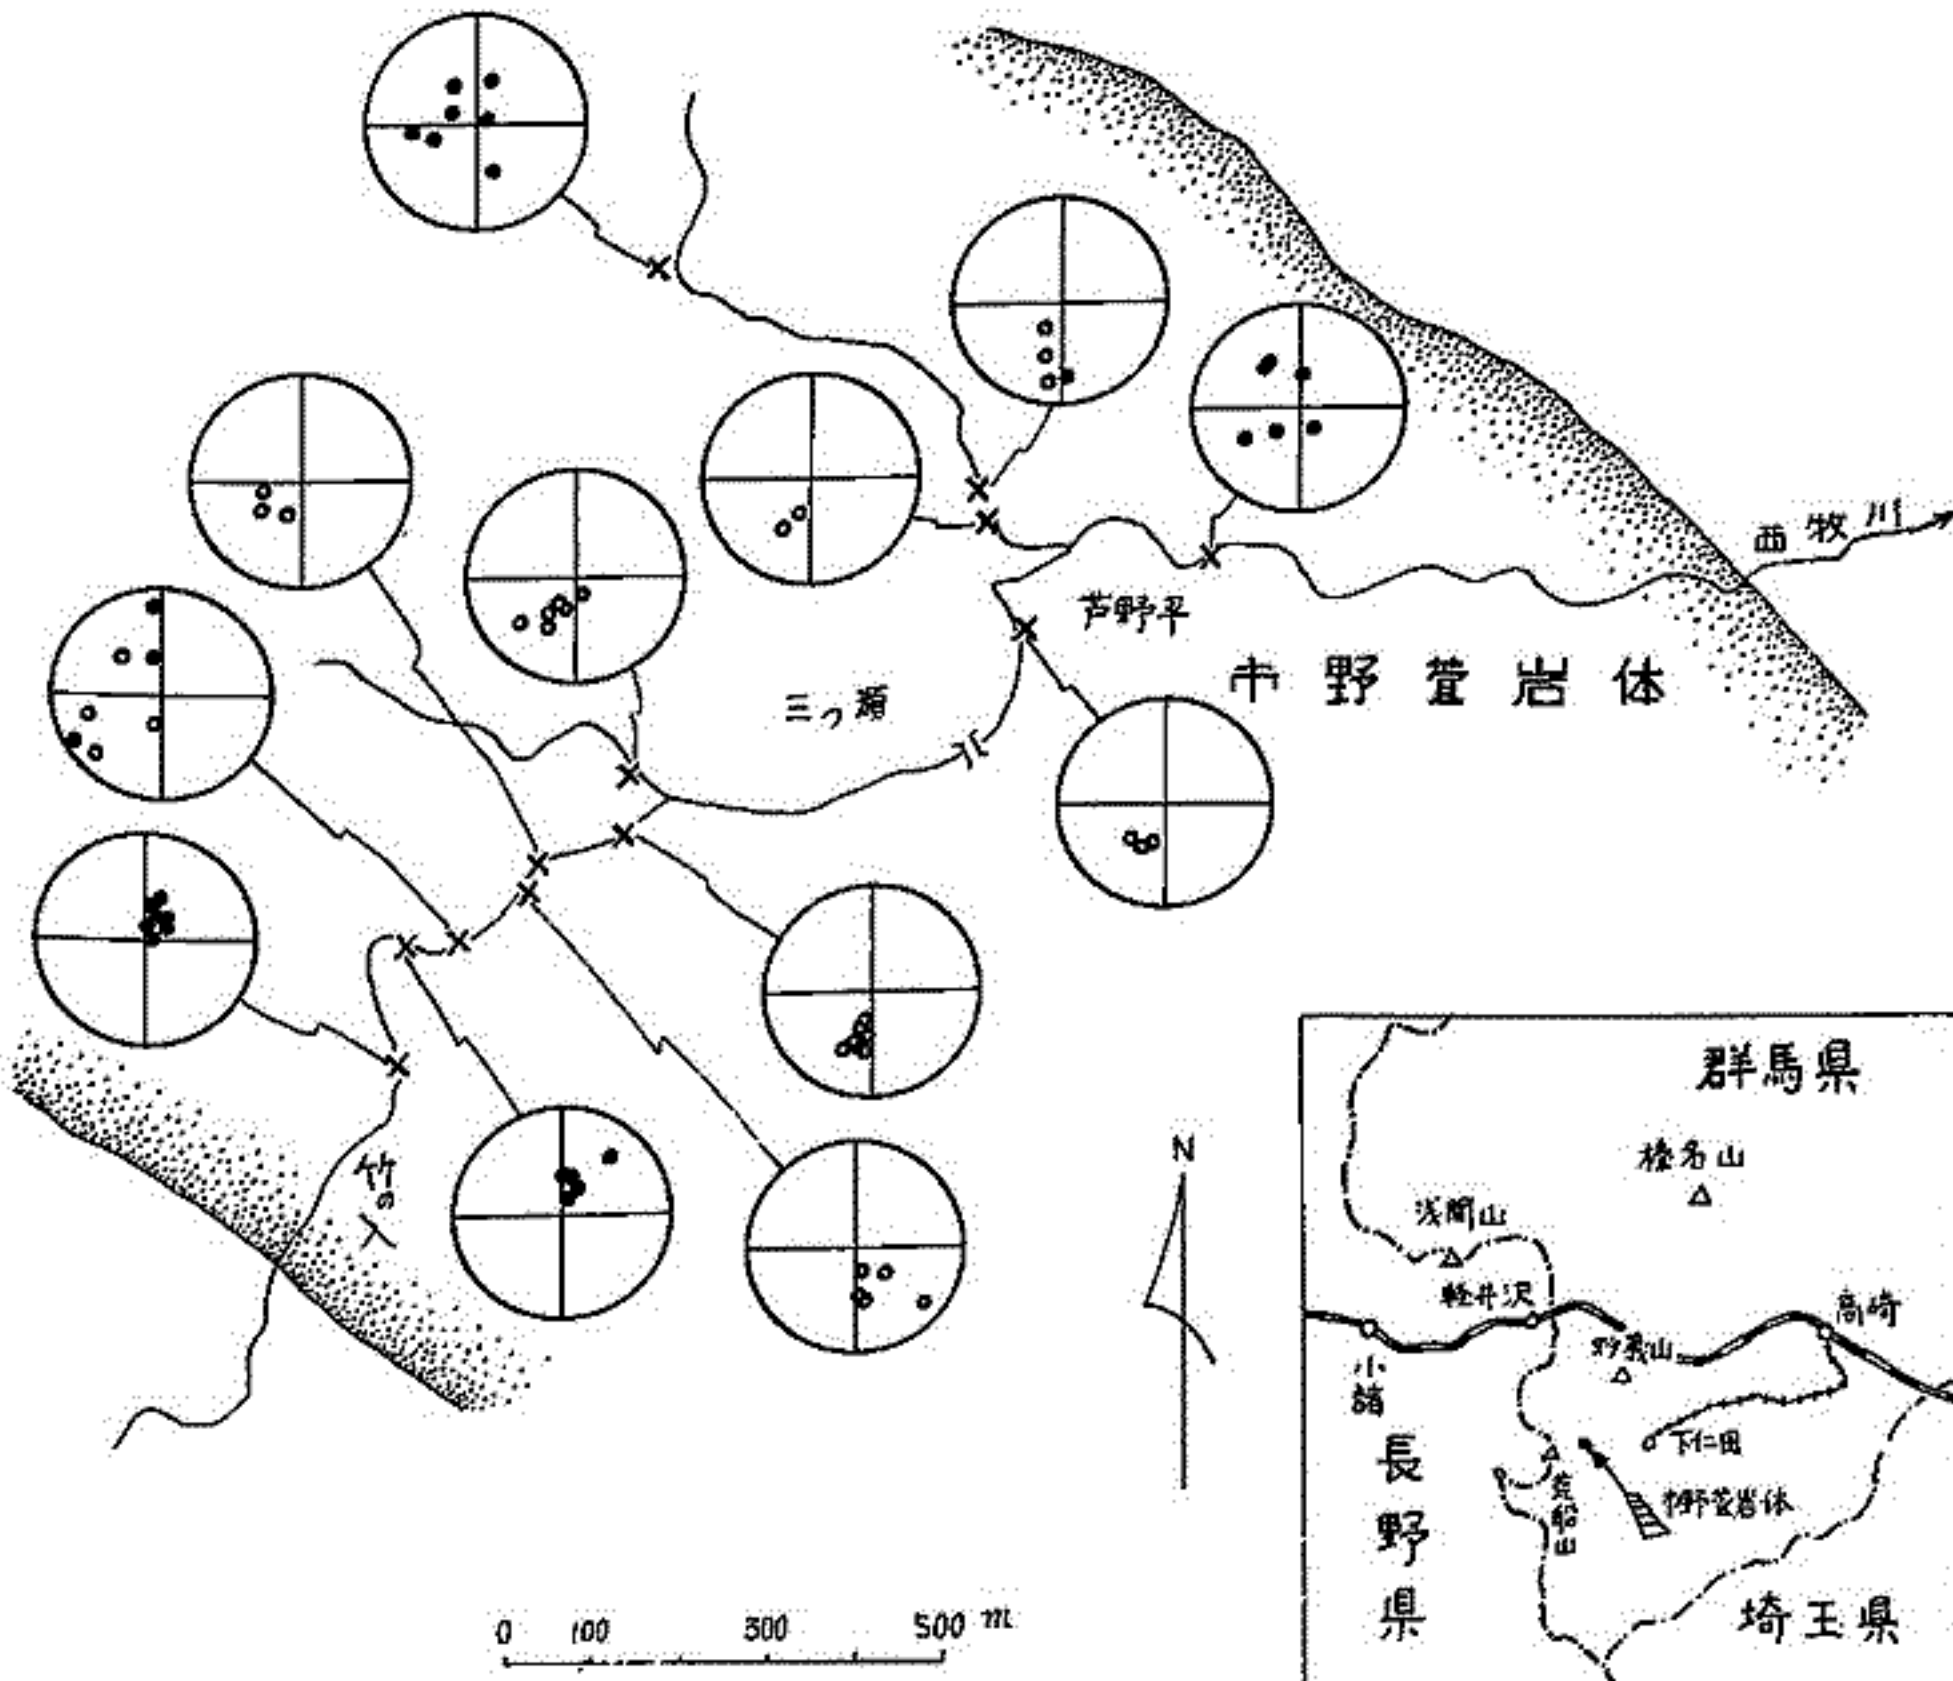 西牧川
芦野平
市野萱岩体
三ツ瀬
竹の入
N
0 100 300 500 m
群馬県
榛名山
浅間山
軽井沢
高崎
妙義山
小諸
下仁田
荒船山
市野萱岩体
長野県
埼玉県